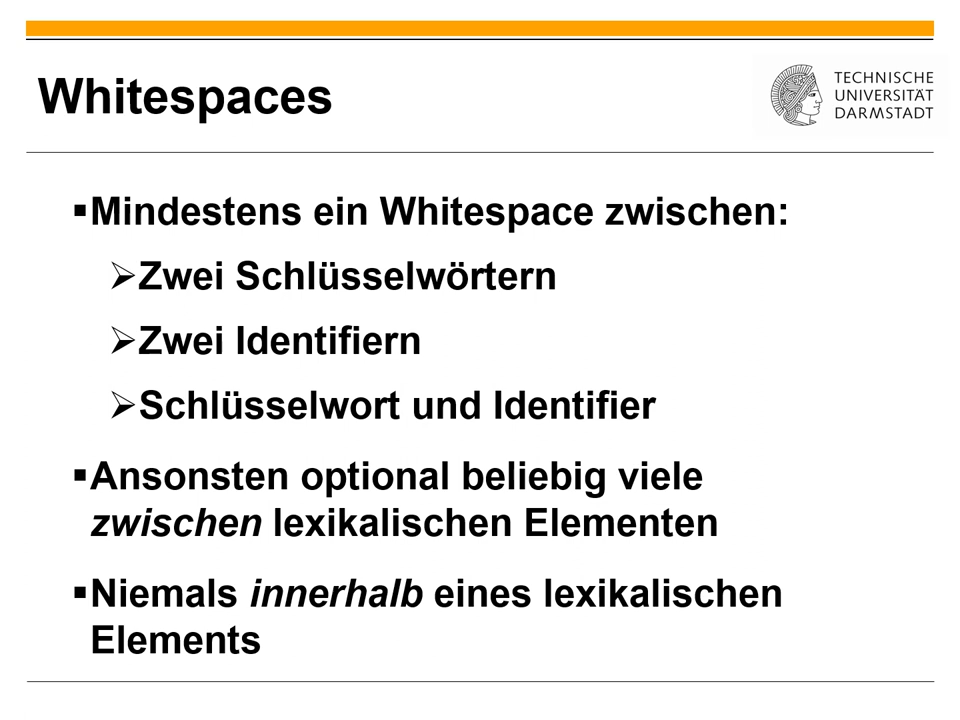 Whitespaces
TECHNISCHE
UNIVERSITÄT
DARMSTADT
▪Mindestens ein Whitespace zwischen:
➢Zwei Schlüsselwörtern
➢Zwei Identifiern
➢Schlüsselwort und Identifier
▪Ansonsten optional beliebig viele
zwischen lexikalischen Elementen
▪Niemals innerhalb eines lexikalischen
Elements